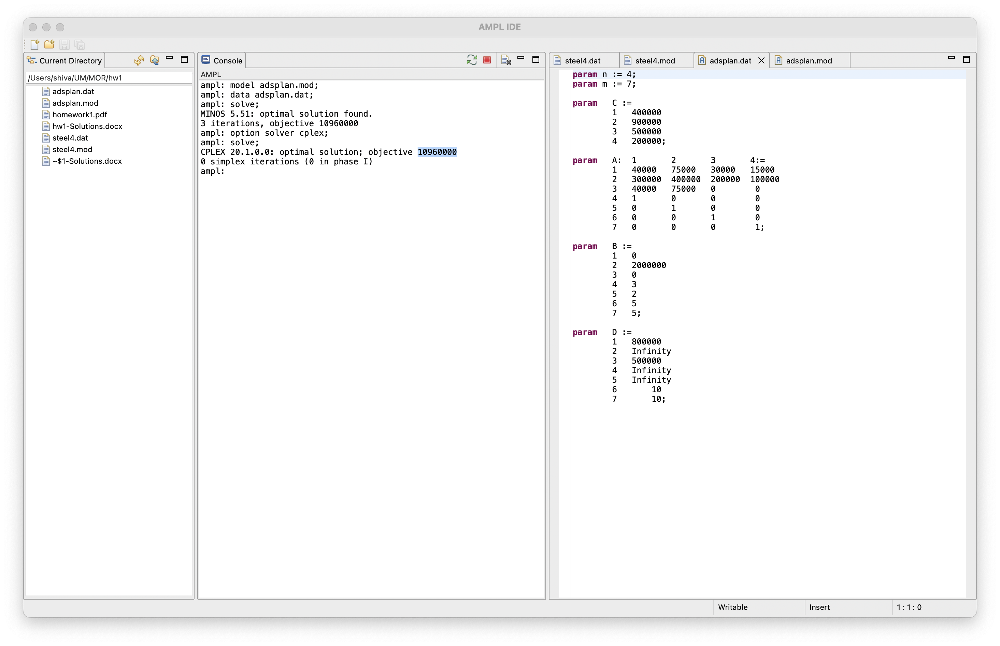 AMPL IDE
Current Directory
/Users/shiva/UM/MOR/hw1
adsplan.dat
adsplan.mod
homework1.pdf
hw1-Solutions.docx
steel4.dat
steel4.mod
~$1-Solutions.docx
Console
AMPL
ampl: model adsplan.mod;
ampl: data adsplan.dat;
ampl: solve;
MINOS 5.51: optimal solution found.
3 iterations, objective 10960000
ampl: option solver cplex;
ampl: solve;
CPLEX 20.1.0.0: optimal solution; objective 10960000
0 simplex iterations (0 in phase I)
ampl:
steel4.dat steel4.mod adsplan.dat adsplan.mod
param n := 4;
param m := 7;
param C :=
1 400000
2 900000
3 500000
4 200000;
param A: 1 2 3 4:=
1 40000 75000 30000 15000
2 300000 400000 200000 100000
3 40000 75000 0 0
4 1 0 0 0
5 0 1 0 0
6 0 0 1 0
7 0 0 0 1;
param B :=
1 0
2 2000000
3 0
4 3
5 2
6 5
7 5;
param D :=
1 800000
2 Infinity
3 500000
4 Infinity
5 Infinity
6 10
7 10;
Writable Insert 1 : 1 : 0